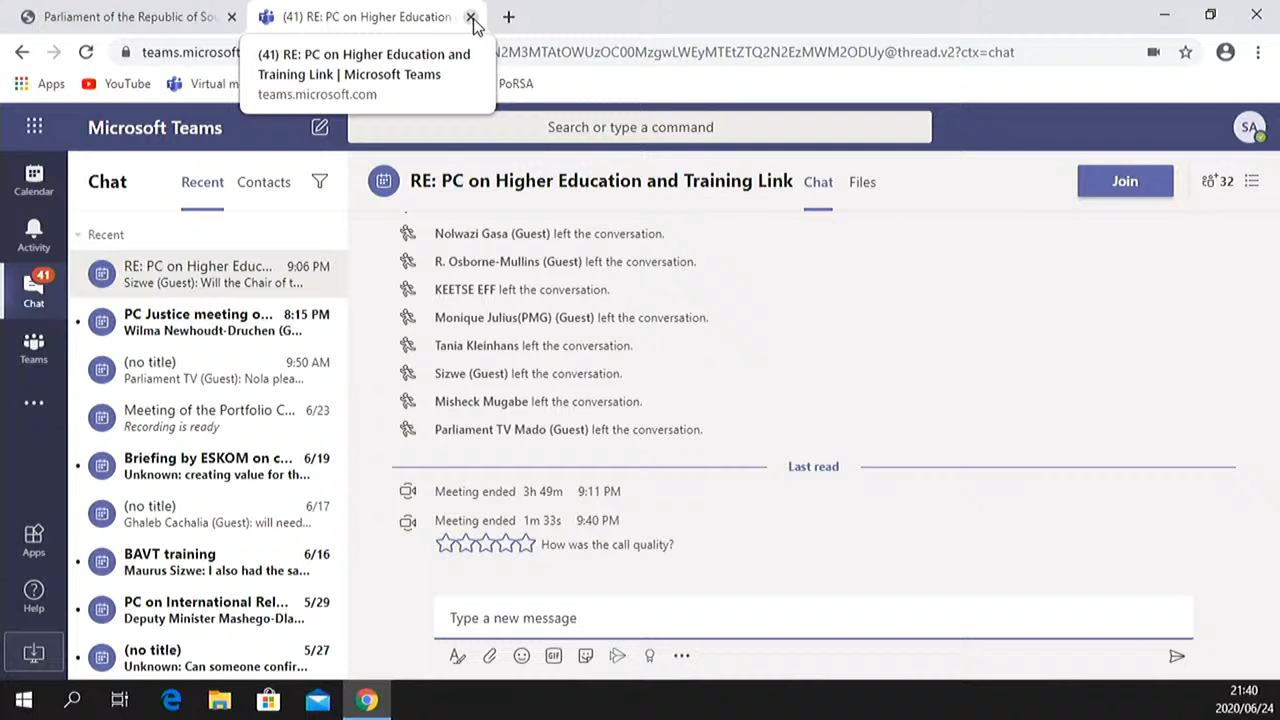 Parliament of the Republic of Sou
(41) RE: PC on Higher Education
teams.microsoft
N2M3MTAtOWUzOC00MzgwLWEyMTEtZTQ2N2EzMWM2ODUy@thread.v2?ctx=chat
(41) RE: PC on Higher Education and
Training Link | Microsoft Teams
teams.microsoft.com
Apps
YouTube
Virtual m
PoRSA
Microsoft Teams
Search or type a command
SA
Calendar
Activity
41
Chat
Teams
Apps
Help
Chat
Recent
Contacts
Recent
RE: PC on Higher Educ... 9:06 PM
Sizwe (Guest): Will the Chair of t...
PC Justice meeting o... 8:15 PM
Wilma Newhoudt-Druchen (G...
(no title) 9:50 AM
Parliament TV (Guest): Nola plea...
Meeting of the Portfolio C... 6/23
Recording is ready
Briefing by ESKOM on c... 6/19
Unknown: creating value for th...
(no title) 6/17
Ghaleb Cachalia (Guest): will need...
BAVT training 6/16
Maurus Sizwe: I also had the sa...
PC on International Rel... 5/29
Deputy Minister Mashego-Dla...
(no title) 5/27
Unknown: Can someone confir...
RE: PC on Higher Education and Training Link
Chat
Files
Join
32
Nolwazi Gasa (Guest) left the conversation.
R. Osborne-Mullins (Guest) left the conversation.
KEETSE EFF left the conversation.
Monique Julius(PMG) (Guest) left the conversation.
Tania Kleinhans left the conversation.
Sizwe (Guest) left the conversation.
Misheck Mugabe left the conversation.
Parliament TV Mado (Guest) left the conversation.
Last read
Meeting ended 3h 49m 9:11 PM
Meeting ended 1m 33s 9:40 PM
How was the call quality?
Type a new message
GIF
21:40
2020/06/24